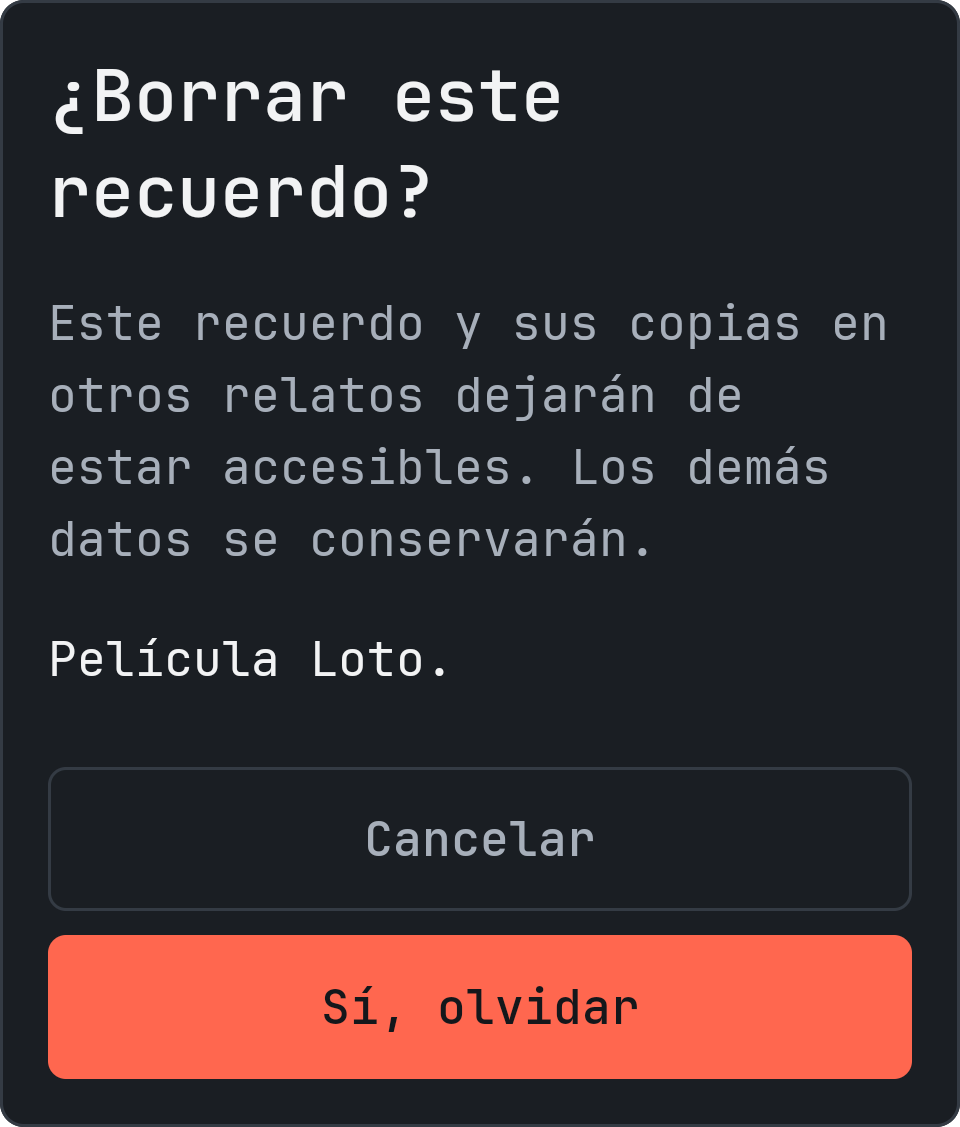 ¿Borrar este
recuerdo?
Este recuerdo y sus copias en
otros relatos dejarán de
estar accesibles. Los demás
datos se conservarán.
Película Loto.
Cancelar
Sí, olvidar